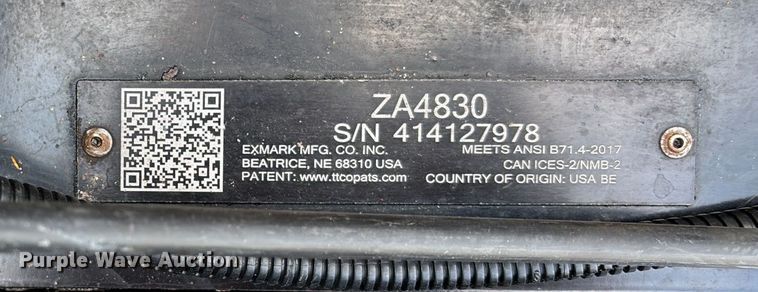 ZA4830
S/N 414127978
EXMARK MFG. CO. INC. MEETS ANSI B71.4-2017
BEATRICE, NE 68310 USA CAN ICES-2/NMB-2
PATENT: www.ttcopats.com COUNTRY OF ORIGIN: USA BE
Purple Wave Auction